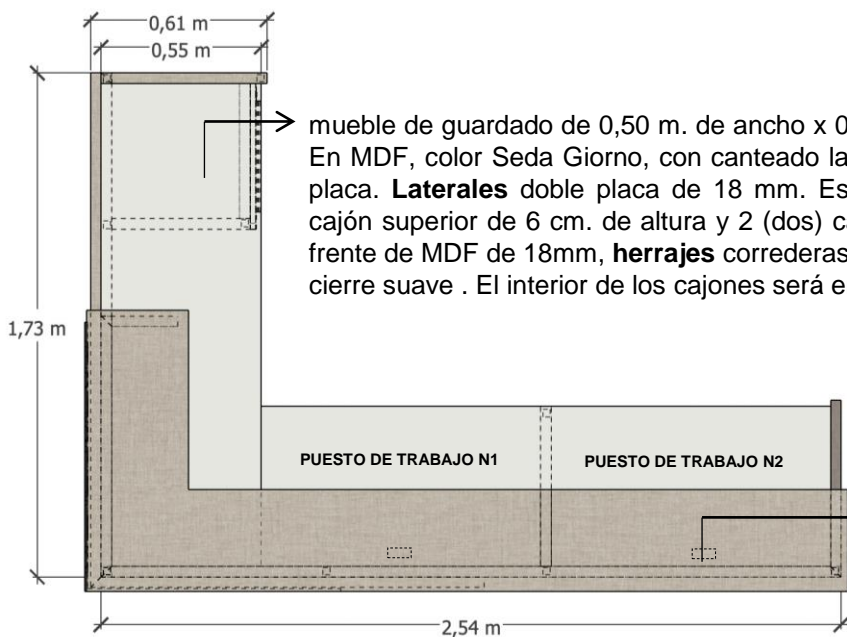 0,61 m
0,55 m
mueble de guardado de 0,50 m. de ancho x 0
En MDF, color Seda Giorno, con canteado la
placa. Laterales doble placa de 18 mm. Es
cajón superior de 6 cm. de altura y 2 (dos) c
frente de MDF de 18mm, herrajes correderas
cierre suave . El interior de los cajones será e
1,73 m
PUESTO DE TRABAJO N1
PUESTO DE TRABAJO N2
2,54 m